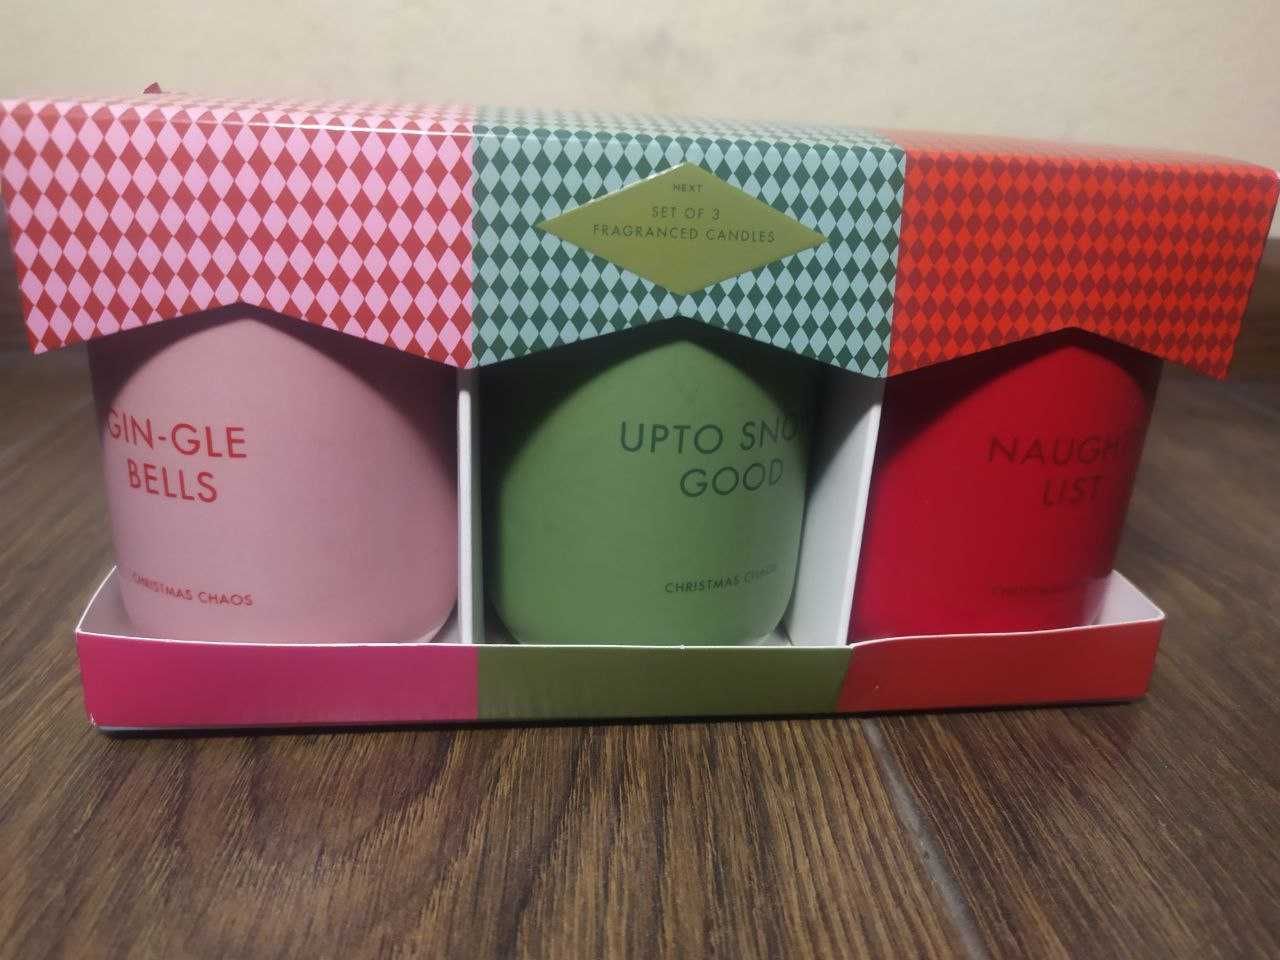 NEXT
SET OF 3
FRAGRANCED CANDLES
GIN-GLE
BELLS
CHRISTMAS CHAOS
UPTO SNO
GOOD
CHRISTMAS CHAOS
NAUGH
LIST